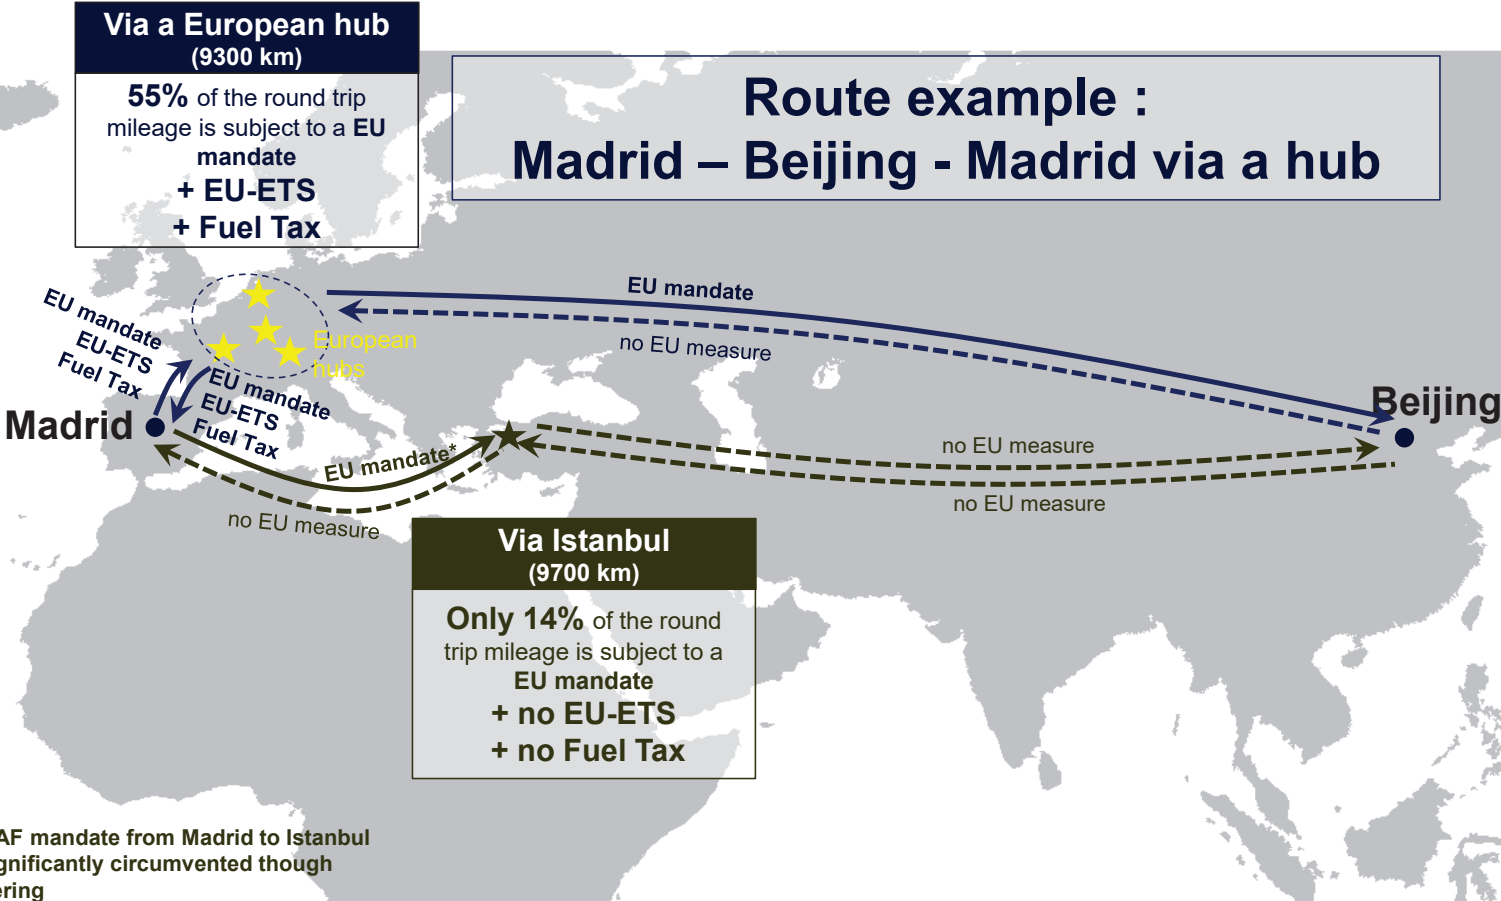 Via a European hub
(9300 km)
55% of the round trip
mileage is subject to a EU
mandate
+ EU-ETS
+ Fuel Tax
Route example :
Madrid – Beijing - Madrid via a hub
EU mandate
EU-ETS
Fuel Tax
EU mandate
EU-ETS
Fuel Tax
European
hubs
EU mandate
no EU measure
Madrid
Beijing
EU mandate*
no EU measure
no EU measure
no EU measure
Via Istanbul
(9700 km)
Only 14% of the round
trip mileage is subject to a
EU mandate
+ no EU-ETS
+ no Fuel Tax
AF mandate from Madrid to Istanbul
gnificantly circumvented though
ering